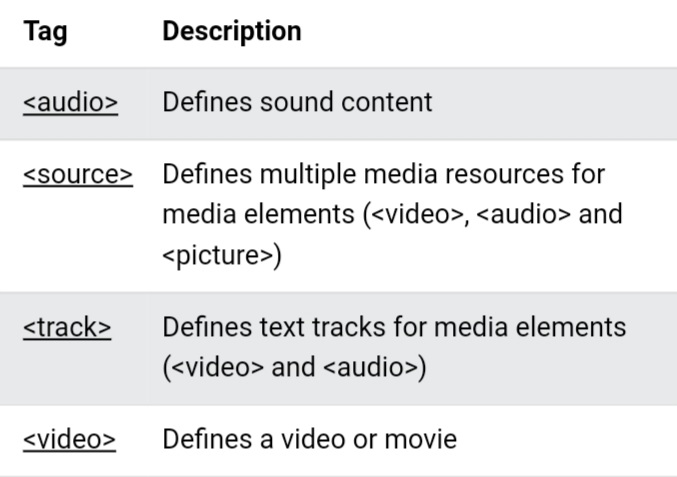 Tag Description
<audio> Defines sound content
<source> Defines multiple media resources for
media elements (<video>, <audio> and
<picture>)
<track> Defines text tracks for media elements
(<video> and <audio>)
<video> Defines a video or movie